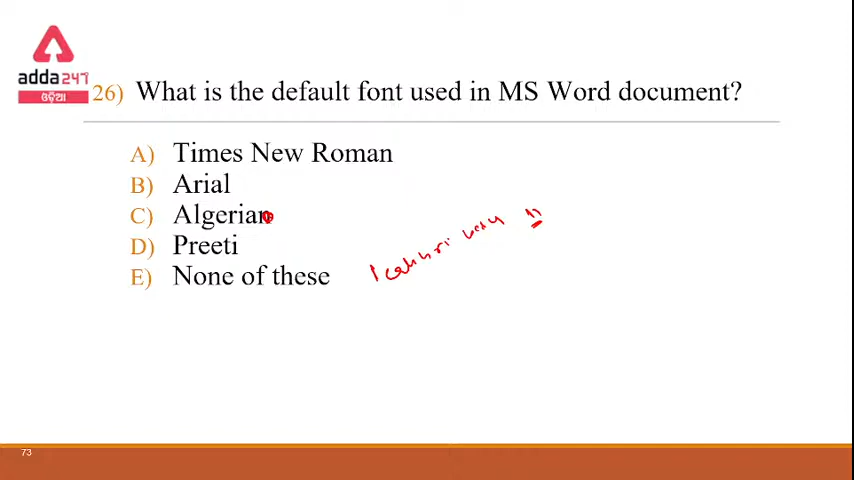 adda247
ଓଡ଼ିଆ
26) What is the default font used in MS Word document?
A) Times New Roman
B) Arial
C) Algerian
D) Preeti
E) None of these
11
73